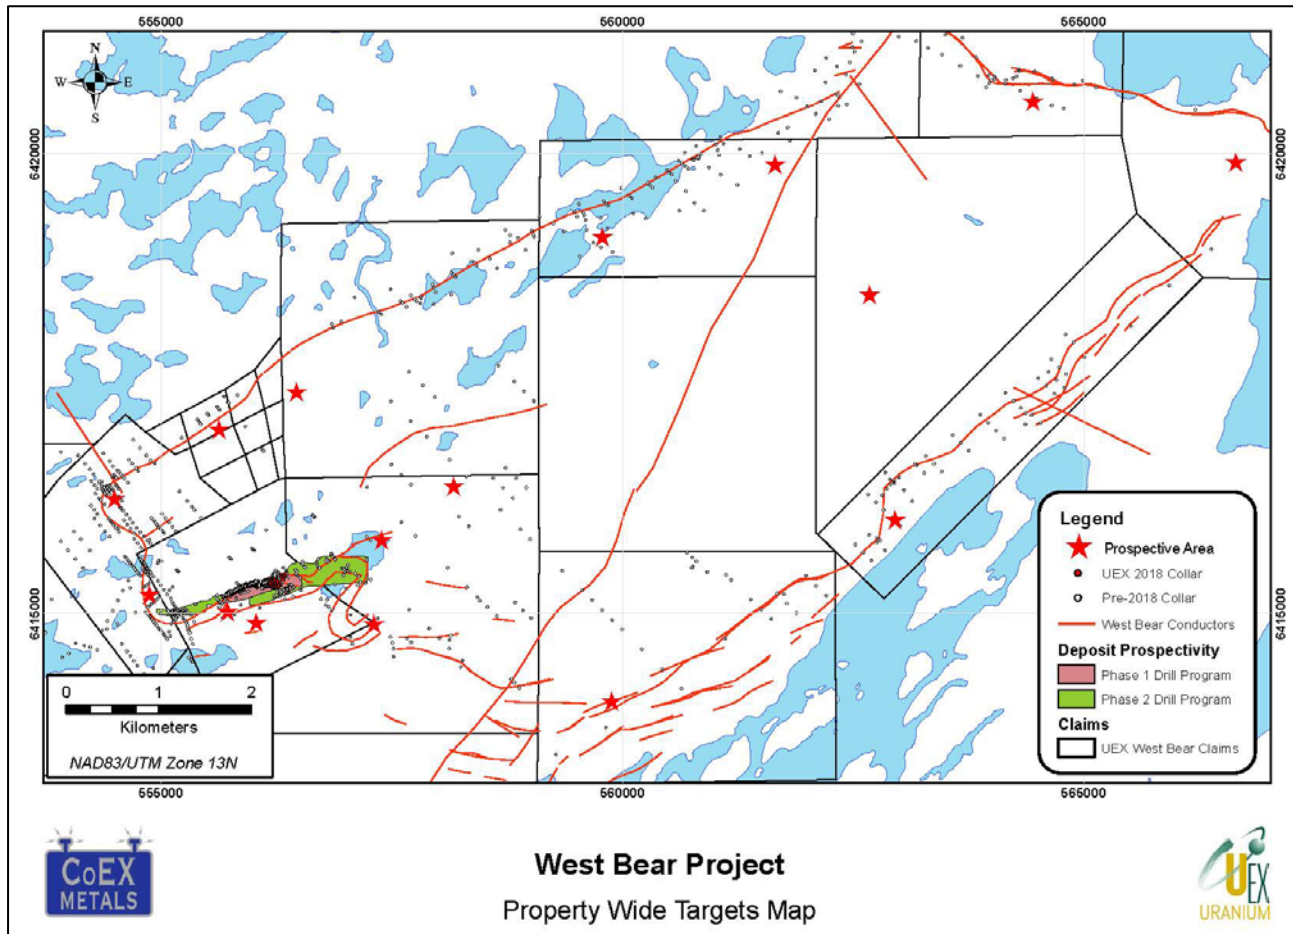 555000 560000 565000
N
W E
S
6420000 6420000
6415000 6415000
Legend
Prospective Area
UEX 2018 Collar
Pre-2018 Collar
West Bear Conductors
Deposit Prospectivity
Phase 1 Drill Program
Phase 2 Drill Program
Claims
UEX West Bear Claims
0 1 2
Kilometers
NAD83/UTM Zone 13N
555000 560000 565000
COEX
METALS
West Bear Project
Property Wide Targets Map
UEX
URANIUM